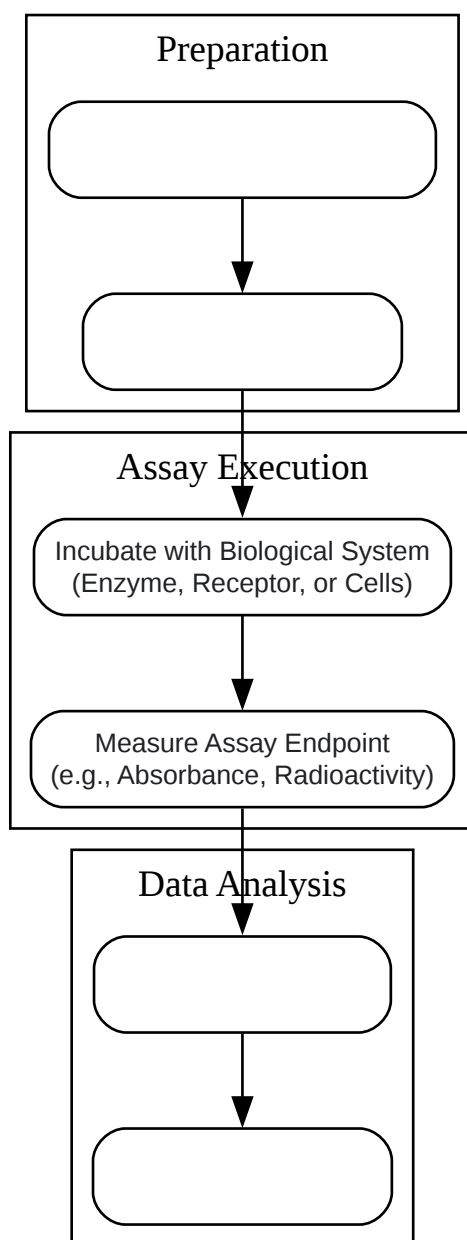 Preparation
Assay Execution
Incubate with Biological System
(Enzyme, Receptor, or Cells)
Measure Assay Endpoint
(e.g., Absorbance, Radioactivity)
Data Analysis